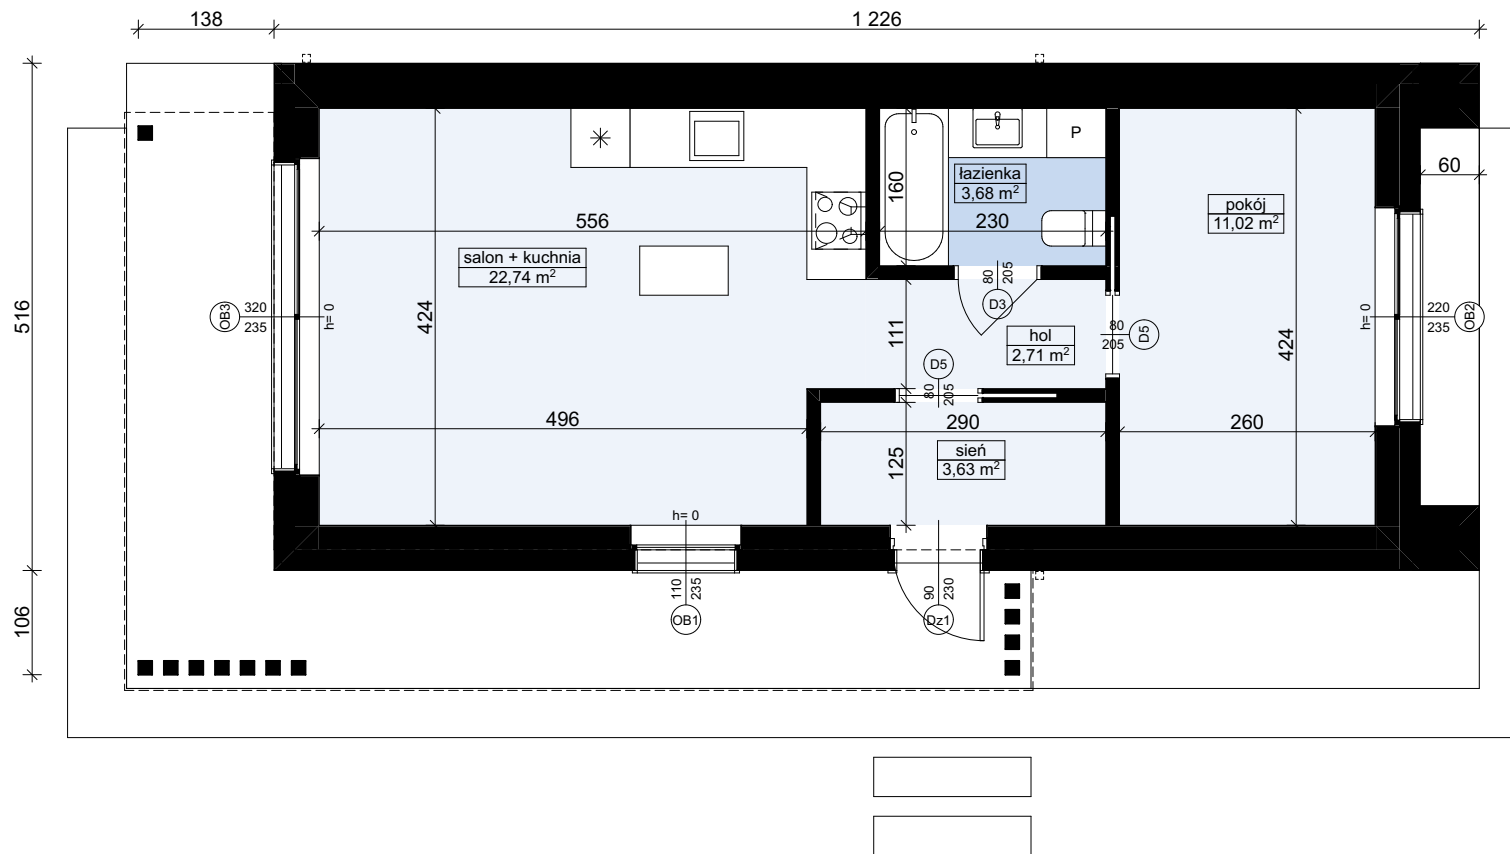 138
1 226
516
106
P
160
łazienka
3,68 m²
230
60
pokój
11,02 m²
556
salon + kuchnia
22,74 m²
80
205
D3
OB3
320
235
h= 0
424
111
hol
2,71 m²
80
205
D5
424
h= 0
220
235
OB2
D5
80
205
496
290
260
125
sień
3,63 m²
h= 0
110
235
OB1
90
230
Dz1